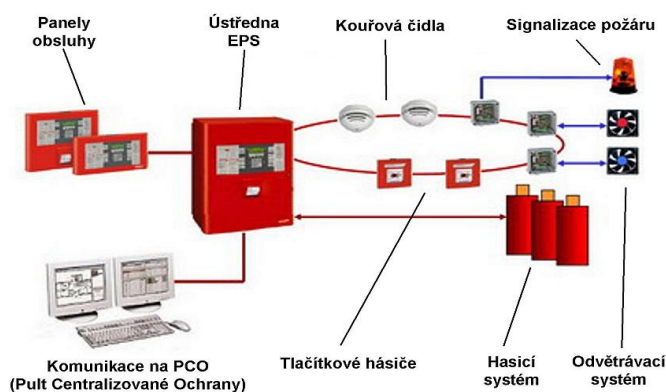 Panely
obsluhy
Ústředna
EPS
Kouřová čidla
Signalizace požáru
Komunikace na PCO
(Pult Centralizované Ochrany)
Tlačítkové hásiče
Hasicí
systém
Odvětrávací
systém